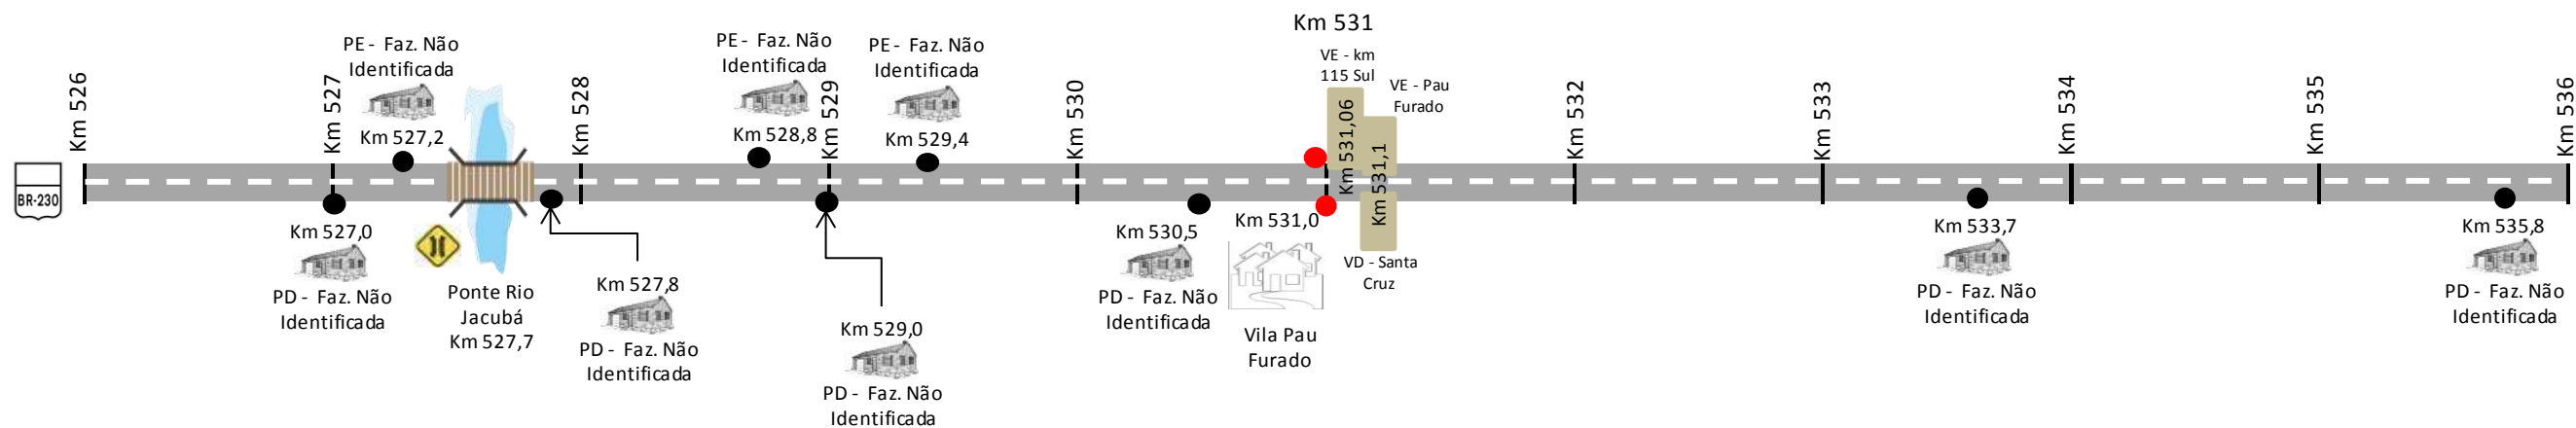 Km 531
PE - Faz. Não
Identificada
PE - Faz. Não
Identificada
PE - Faz. Não
Identificada
VE - km
115 Sul
VE - Pau
Furado
Km 526
Km 527
Km 528
Km 529
Km 530
Km 532
Km 533
Km 534
Km 535
Km 536
Km 527,2
Km 528,8
Km 529,4
Km 531,06
Km 531,1
BR-230
Km 527,0
PD - Faz. Não
Identificada
Ponte Rio
Jacubá
Km 527,7
Km 527,8
PD - Faz. Não
Identificada
Km 529,0
PD - Faz. Não
Identificada
Km 530,5
PD - Faz. Não
Identificada
Km 531,0
Vila Pau
Furado
VD - Santa
Cruz
Km 533,7
PD - Faz. Não
Identificada
Km 535,8
PD - Faz. Não
Identificada